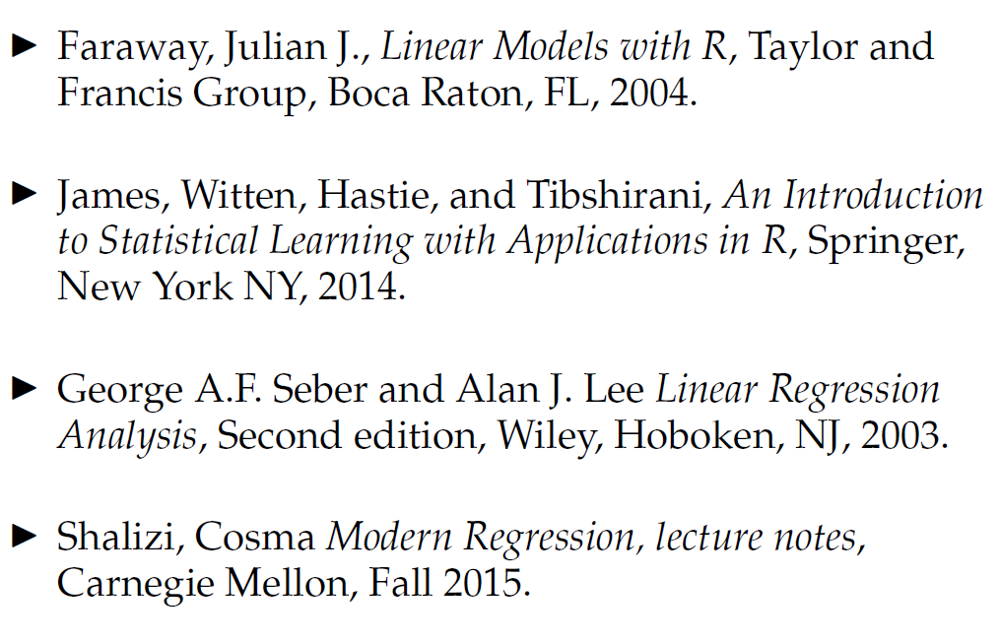 ► Faraway, Julian J., Linear Models with R, Taylor and
Francis Group, Boca Raton, FL, 2004.
► James, Witten, Hastie, and Tibshirani, An Introduction
to Statistical Learning with Applications in R, Springer,
New York NY, 2014.
► George A.F. Seber and Alan J. Lee Linear Regression
Analysis, Second edition, Wiley, Hoboken, NJ, 2003.
► Shalizi, Cosma Modern Regression, lecture notes,
Carnegie Mellon, Fall 2015.